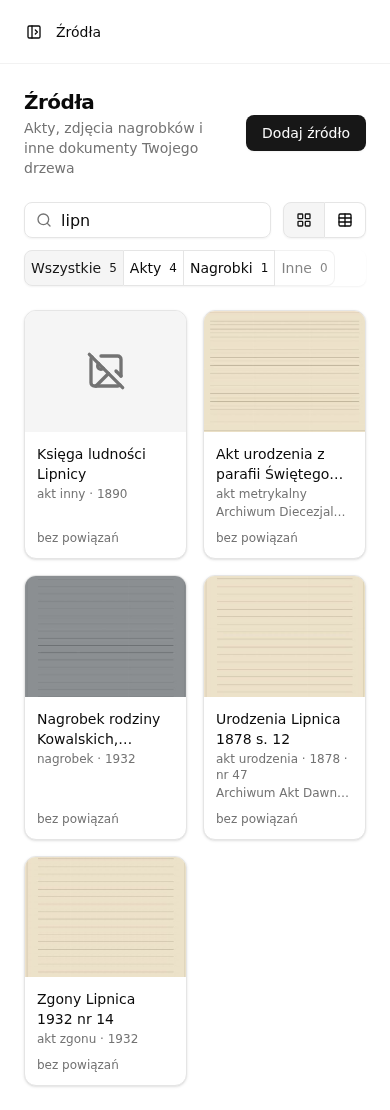 Źródła
Źródła
Akty, zdjęcia nagrobków i
inne dokumenty Twojego
drzewa
Dodaj źródło
lipn
Wszystkie 5 Akty 4 Nagrobki 1 Inne 0
Księga ludności
Lipnicy
akt inny · 1890
bez powiązań
Akt urodzenia z
parafii Świętego…
akt metrykalny
Archiwum Diecezjal…
bez powiązań
Nagrobek rodziny
Kowalskich,…
nagrobek · 1932
bez powiązań
Urodzenia Lipnica
1878 s. 12
akt urodzenia · 1878 ·
nr 47
Archiwum Akt Dawn…
bez powiązań
Zgony Lipnica
1932 nr 14
akt zgonu · 1932
bez powiązań